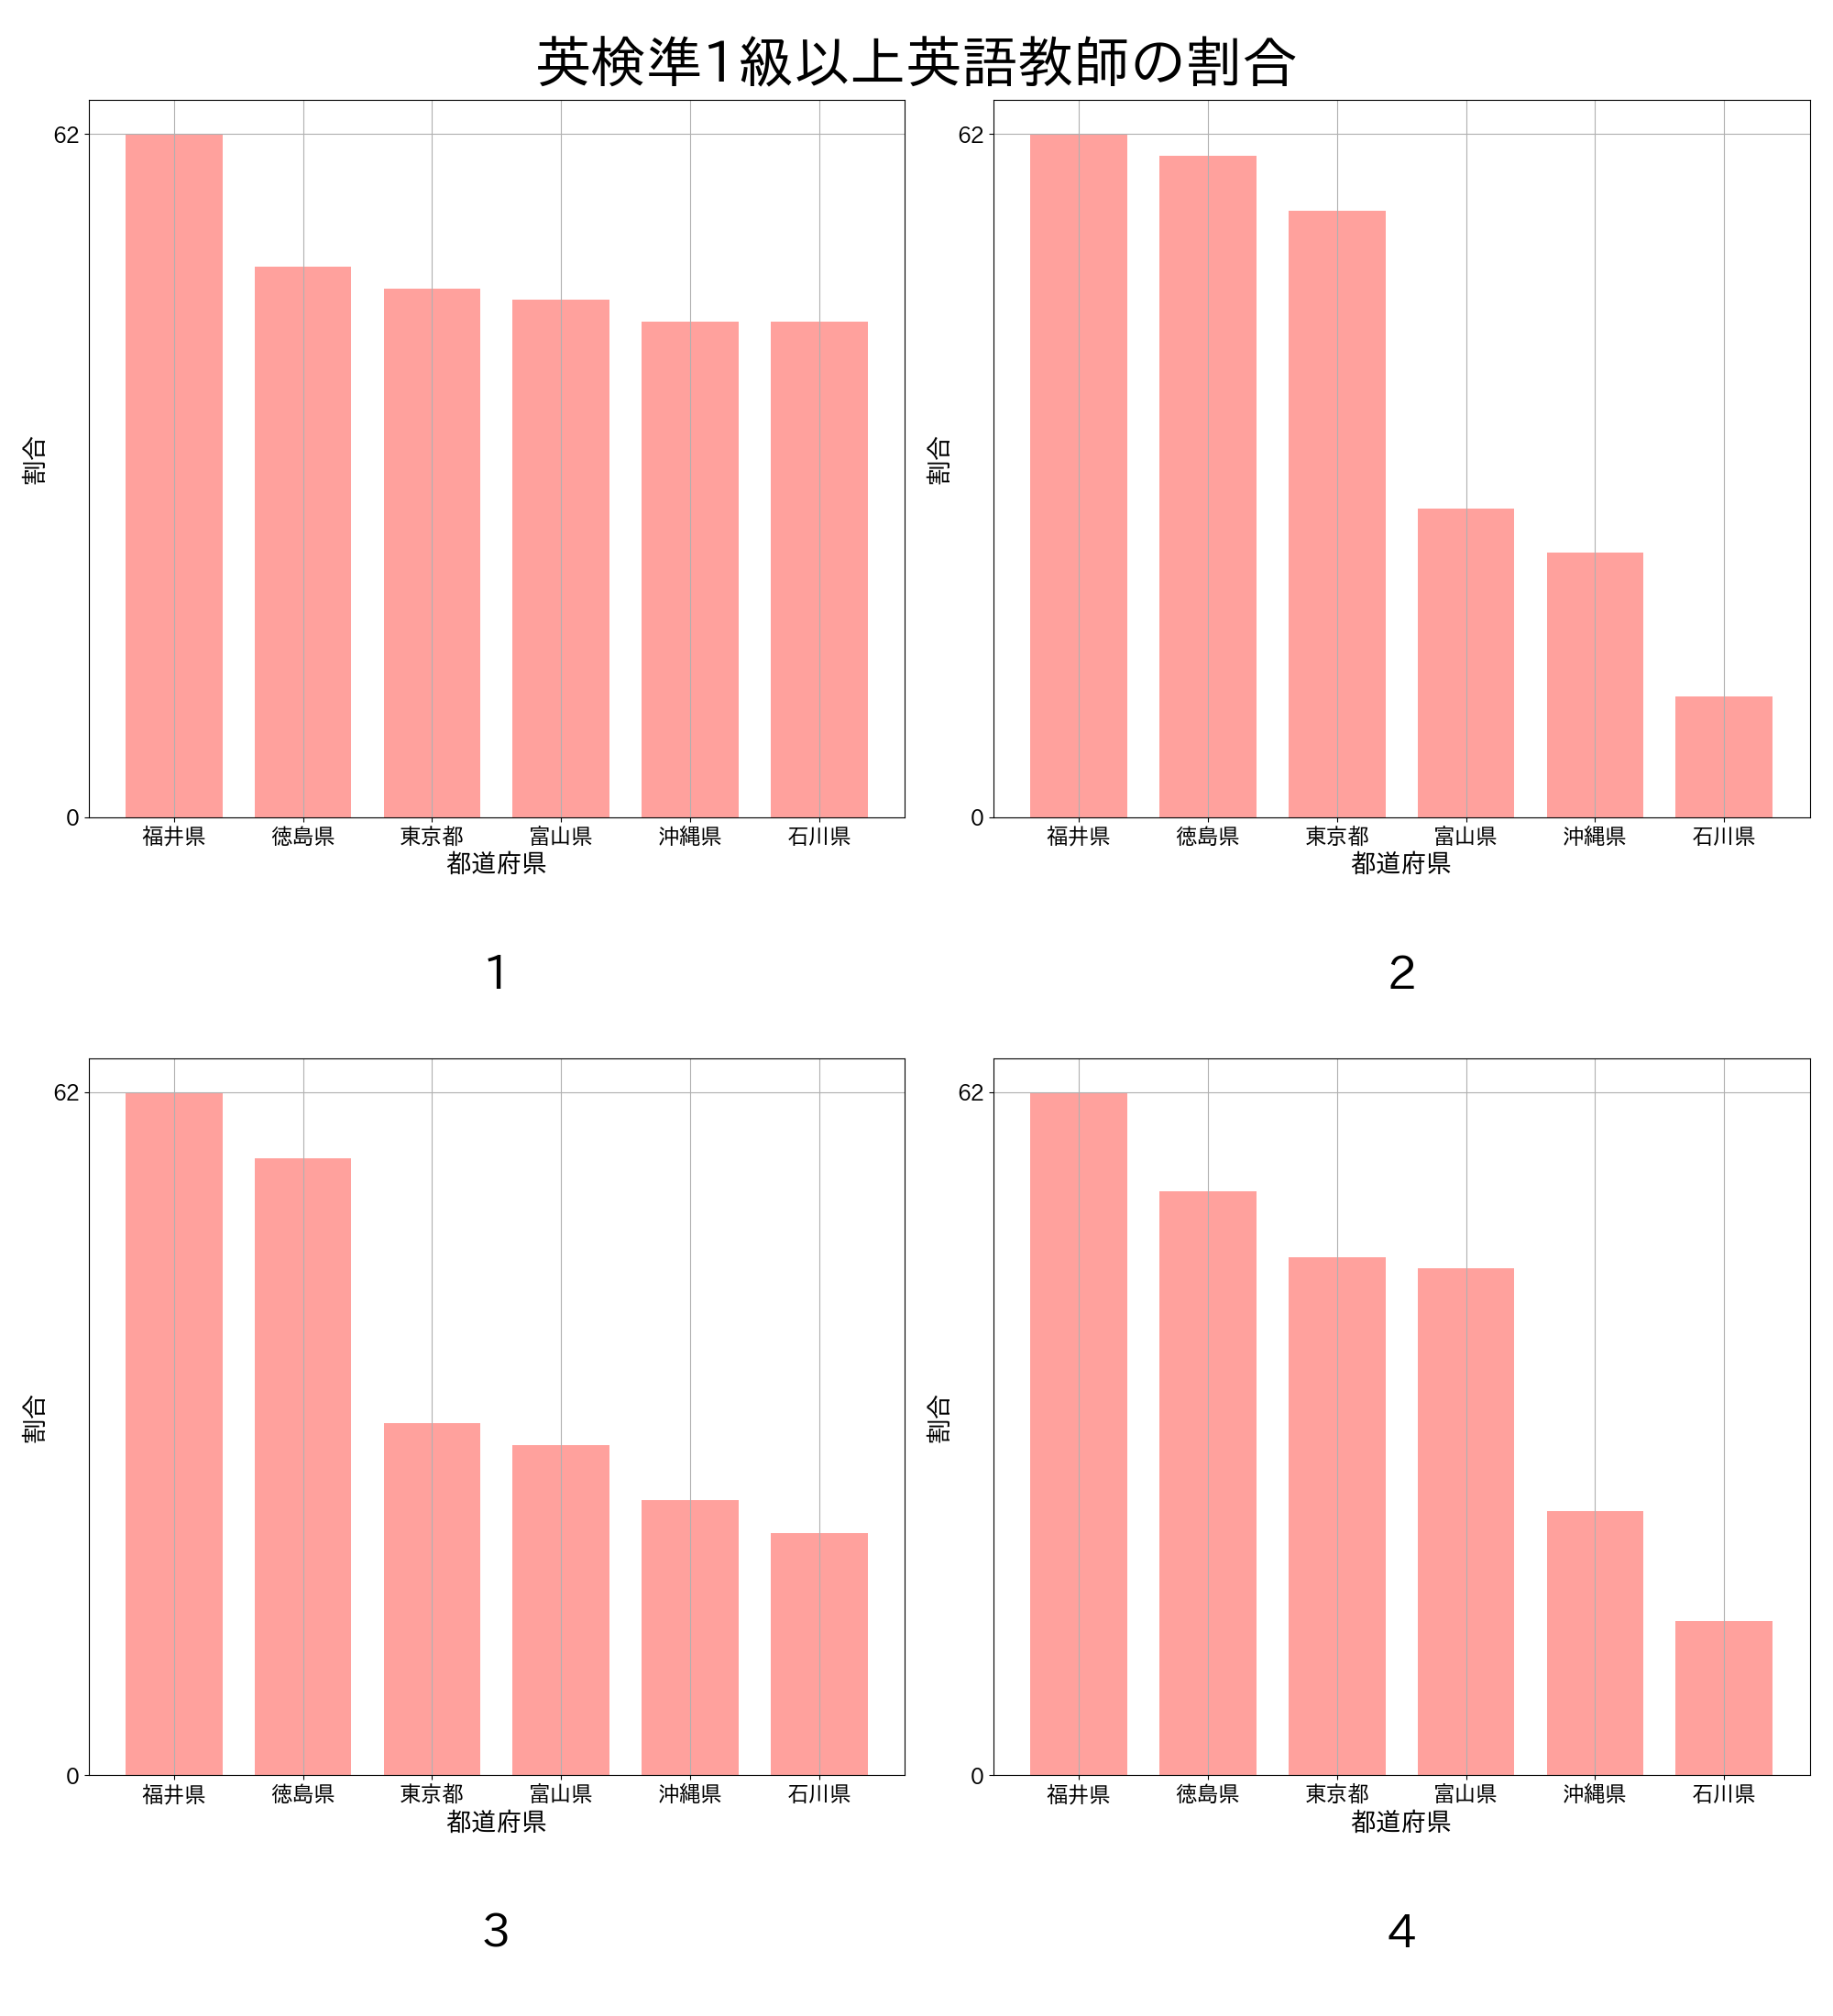 英検準1級以上英語教師の割合
62
0
割合
福井県 徳島県 東京都 富山県 沖縄県 石川県
都道府県
1
62
0
割合
福井県 徳島県 東京都 富山県 沖縄県 石川県
都道府県
2
62
0
割合
福井県 徳島県 東京都 富山県 沖縄県 石川県
都道府県
3
62
0
割合
福井県 徳島県 東京都 富山県 沖縄県 石川県
都道府県
4